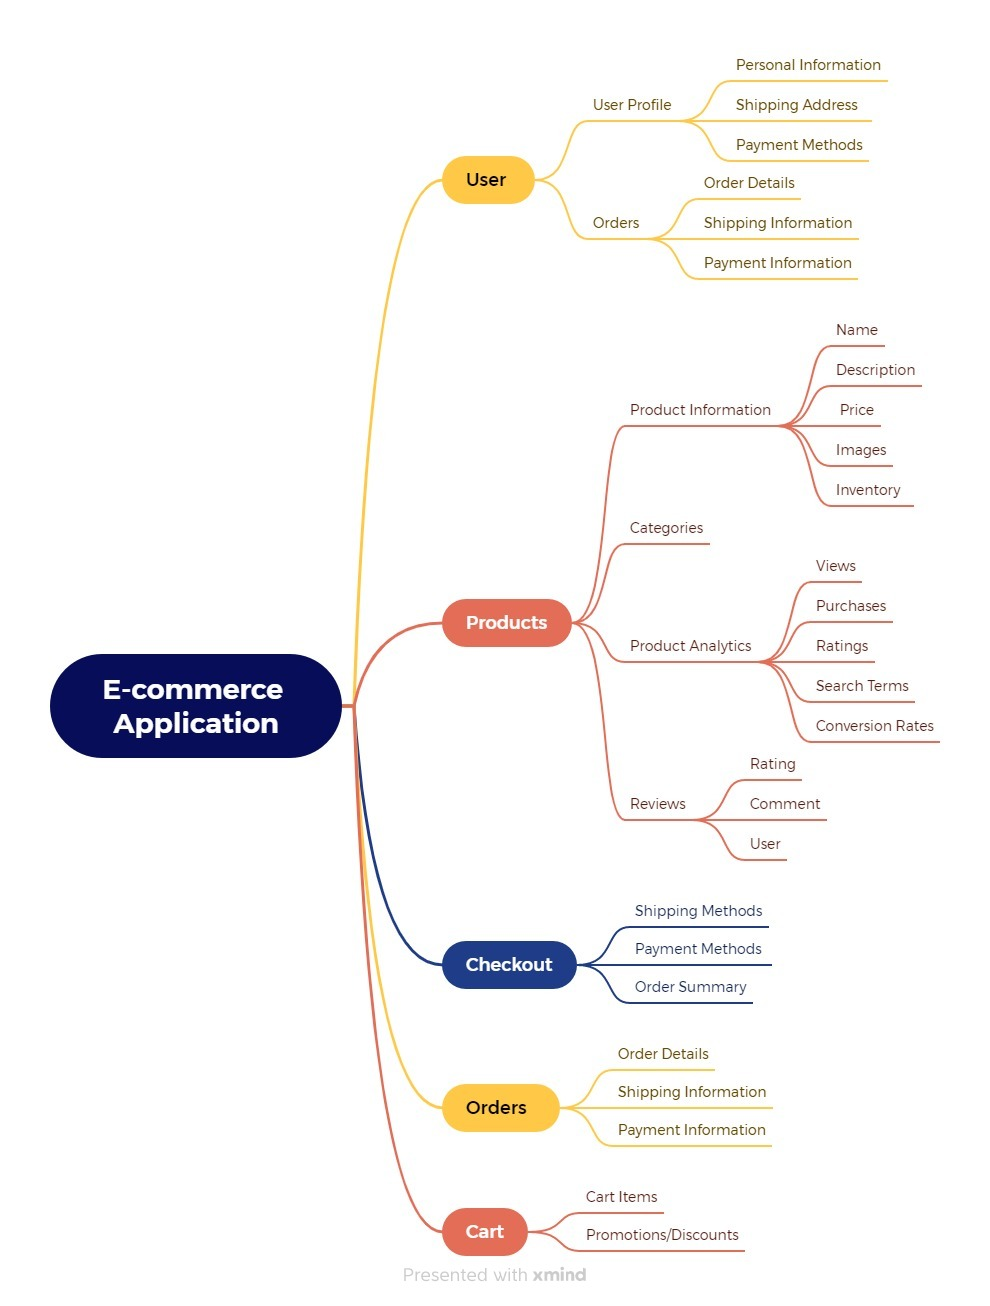 Personal Information
User Profile
Shipping Address
Payment Methods
User
Order Details
Orders
Shipping Information
Payment Information
Name
Description
Product Information
Price
Images
Inventory
Categories
Views
Purchases
Products
Product Analytics
Ratings
Search Terms
Conversion Rates
E-commerce
Application
Rating
Reviews
Comment
User
Shipping Methods
Checkout
Payment Methods
Order Summary
Order Details
Orders
Shipping Information
Payment Information
Cart Items
Cart
Promotions/Discounts
Presented with xmind